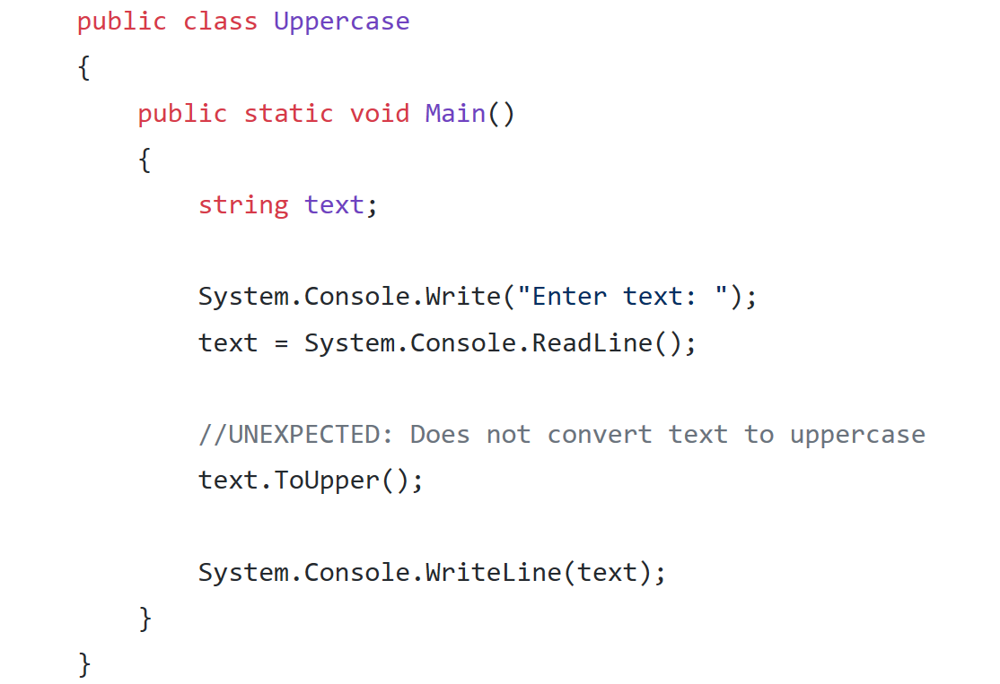 public class Uppercase
{
    public static void Main()
    {
        string text;

        System.Console.Write("Enter text: ");
        text = System.Console.ReadLine();

        //UNEXPECTED: Does not convert text to uppercase
        text.ToUpper();

        System.Console.WriteLine(text);
    }
}